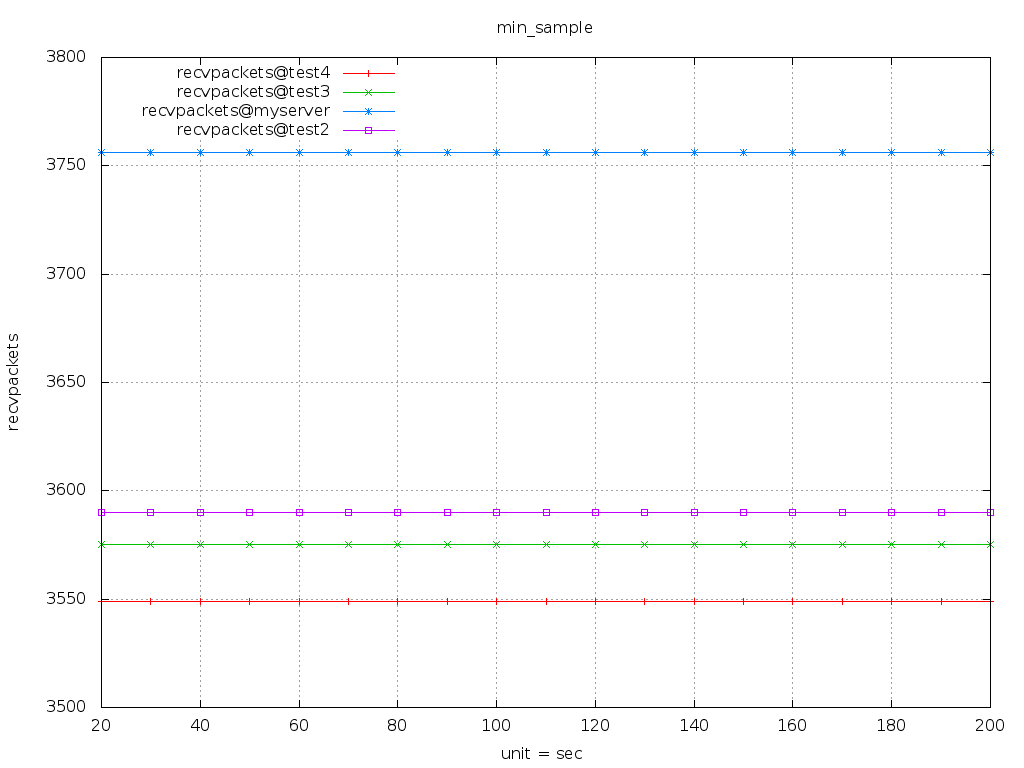 min_sample
recvpackets@test4
recvpackets@test3
recvpackets@myserver
recvpackets@test2
3800
3750
3700
3650
3600
3550
3500
recvpackets
20 40 60 80 100 120 140 160 180 200
unit = sec